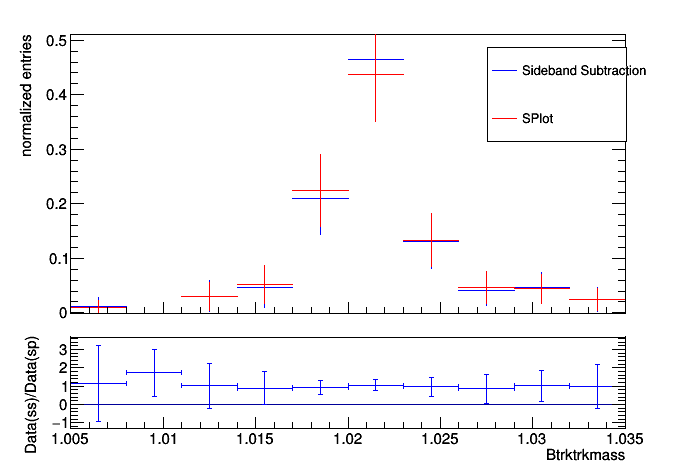 normalized entries
0.5
0.4
0.3
0.2
0.1
0
Sideband Subtraction
SPlot
Data(ss)/Data(sp)
3
2
1
0
−1
1.005 1.01 1.015 1.02 1.025 1.03 1.035
Btrktrkmass